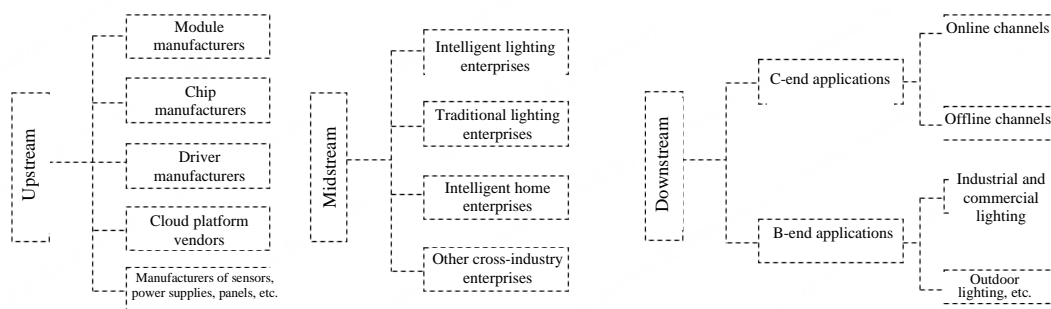 Upstream
Module
manufacturers
Chip
manufacturers
Driver
manufacturers
Cloud platform
vendors
Manufacturers of sensors,
power supplies, panels, etc.
Midstream
Intelligent lighting
enterprises
Traditional lighting
enterprises
Intelligent home
enterprises
Other cross-industry
enterprises
Downstream
C-end applications
Online channels
Offline channels
B-end applications
Industrial and
commercial
lighting
Outdoor
lighting, etc.